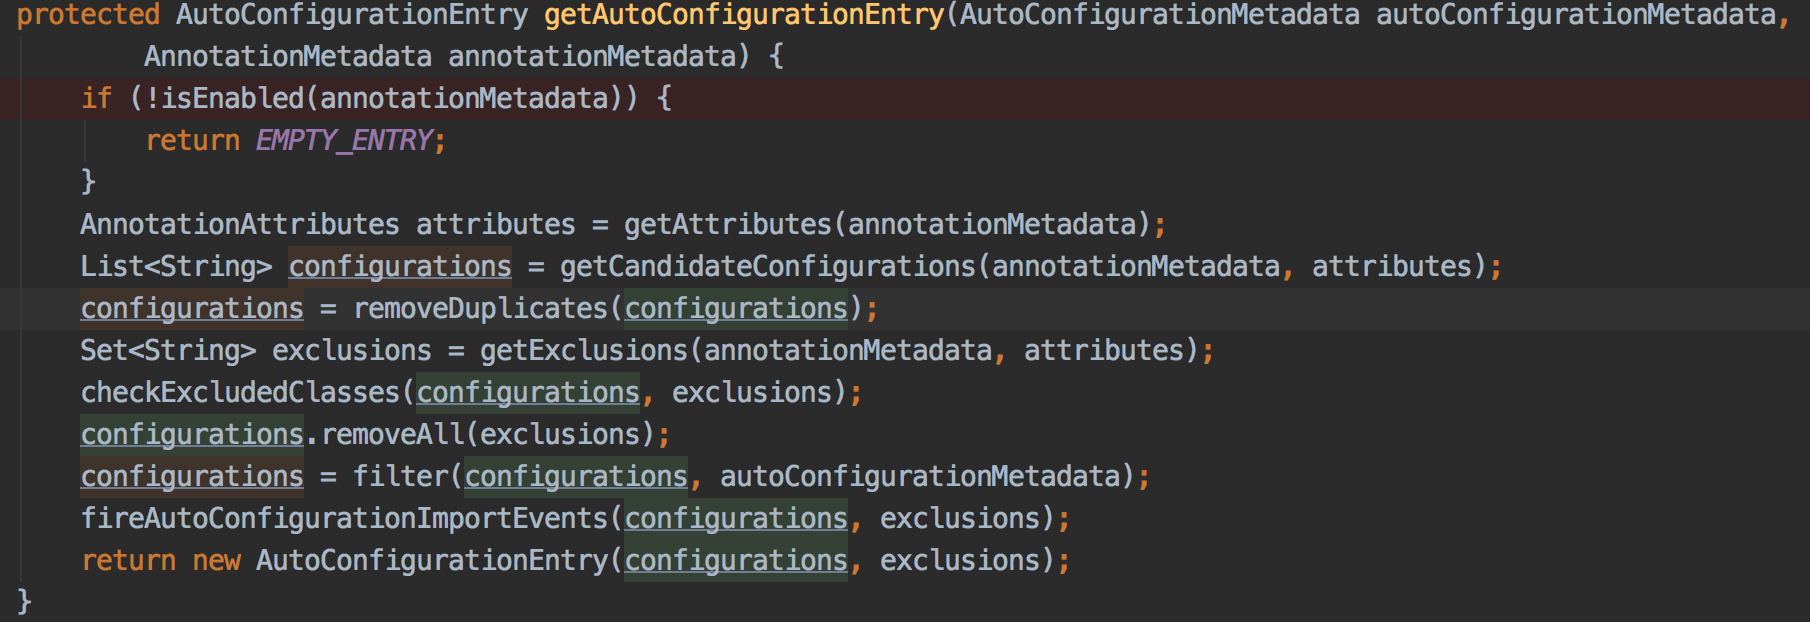 protected AutoConfigurationEntry getAutoConfigurationEntry(AutoConfigurationMetadata autoConfigurationMetadata,
        AnnotationMetadata annotationMetadata) {
    if (!isEnabled(annotationMetadata)) {
        return EMPTY_ENTRY;
    }
    AnnotationAttributes attributes = getAttributes(annotationMetadata);
    List<String> configurations = getCandidateConfigurations(annotationMetadata, attributes);
    configurations = removeDuplicates(configurations);
    Set<String> exclusions = getExclusions(annotationMetadata, attributes);
    checkExcludedClasses(configurations, exclusions);
    configurations.removeAll(exclusions);
    configurations = filter(configurations, autoConfigurationMetadata);
    fireAutoConfigurationImportEvents(configurations, exclusions);
    return new AutoConfigurationEntry(configurations, exclusions);
}